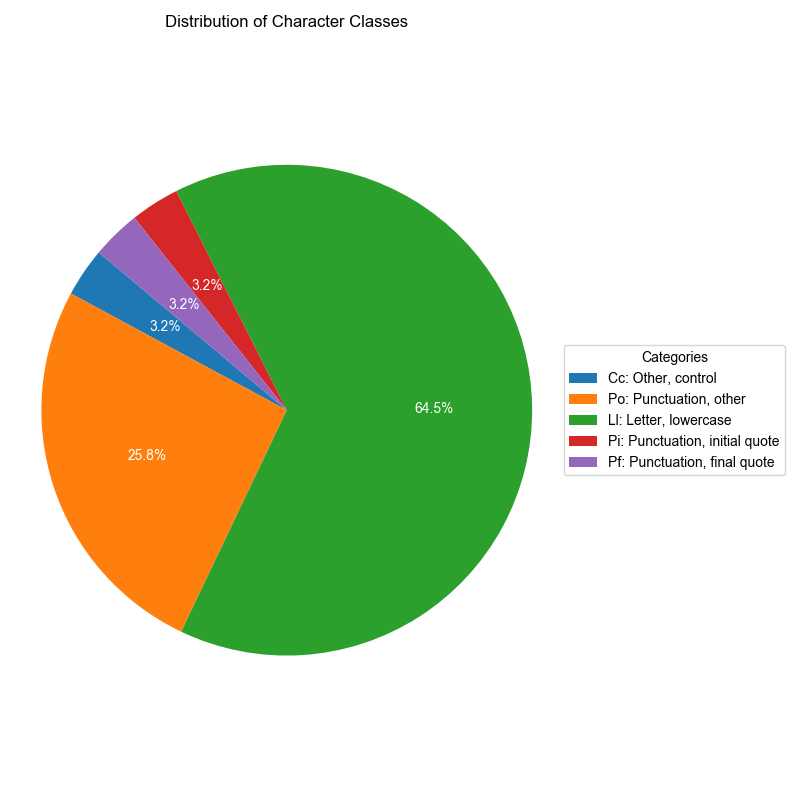 Distribution of Character Classes
3.2%
3.2%
3.2%
64.5%
25.8%
Categories
Cc: Other, control
Po: Punctuation, other
Ll: Letter, lowercase
Pi: Punctuation, initial quote
Pf: Punctuation, final quote